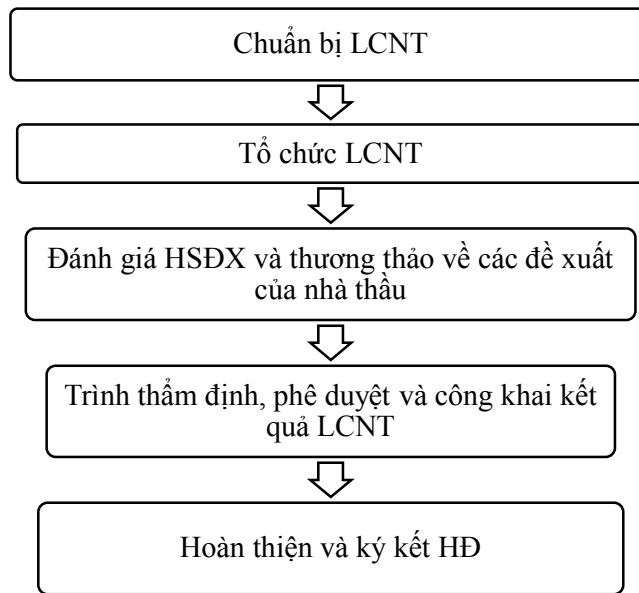 Chuẩn bị LCNT
Tổ chức LCNT
Đánh giá HSĐX và thương thảo về các đề xuất
của nhà thầu
Trình thẩm định, phê duyệt và công khai kết
quả LCNT
Hoàn thiện và ký kết HĐ